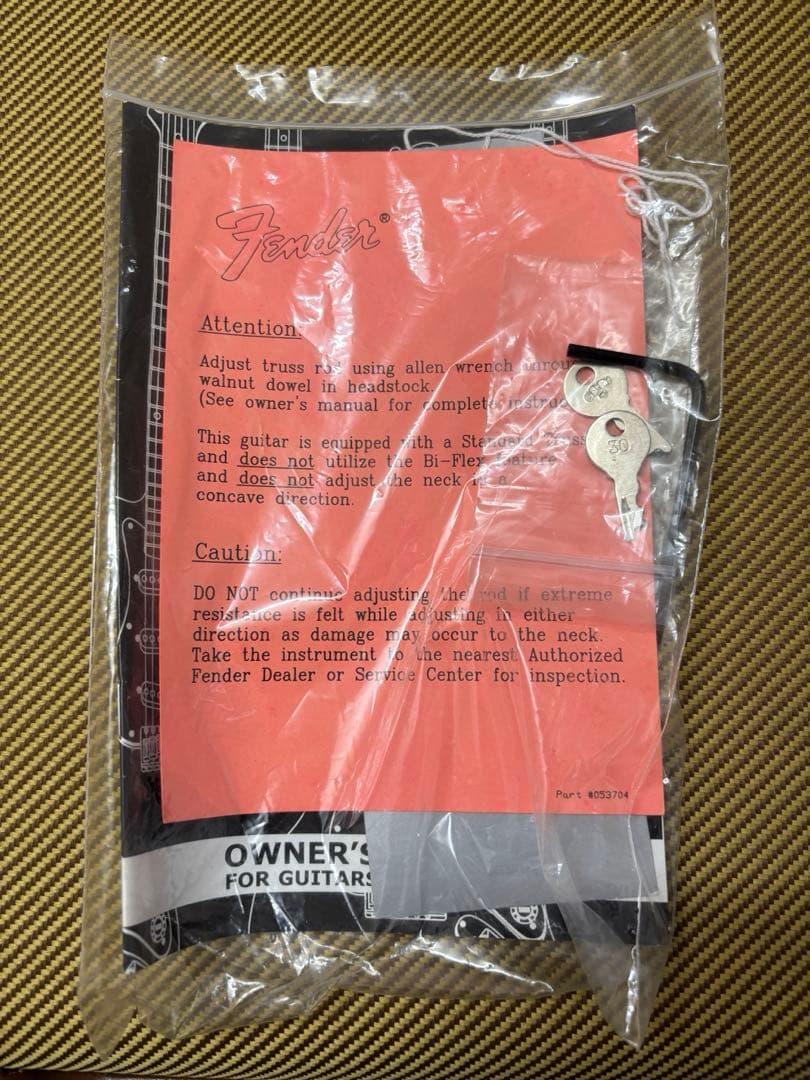 Fender®
Attention:
Adjust truss rod using allen wrench through
walnut dowel in headstock.
(See owner's manual for complete
This guitar is equipped with a Standard Truss
and does not utilize the Bi-Flex feature
and does not adjust the neck in a
concave direction.
Caution:
DO NOT continue adjusting the rod if extreme
resistance is felt while adjusting in either
direction as damage may occur to the neck.
Take the instrument to the nearest Authorized
Fender Dealer or Service Center for inspection.
Part #053704
OWNER'S
FOR GUITARS
30